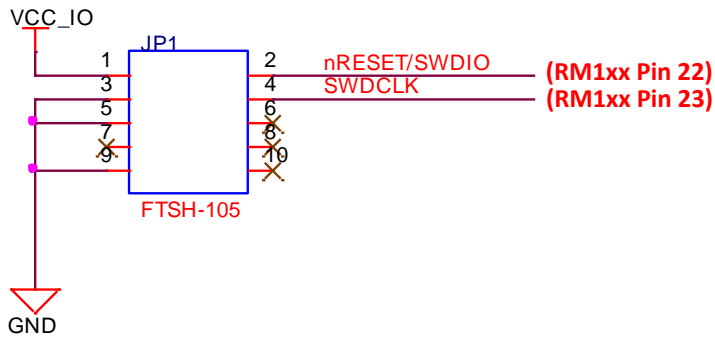 VCC_IO
JP1
1 2 nRESET/SWDIO (RM1xx Pin 22)
3 4 SWDCLK (RM1xx Pin 23)
5 6
7 8
9 10
FTSH-105
GND